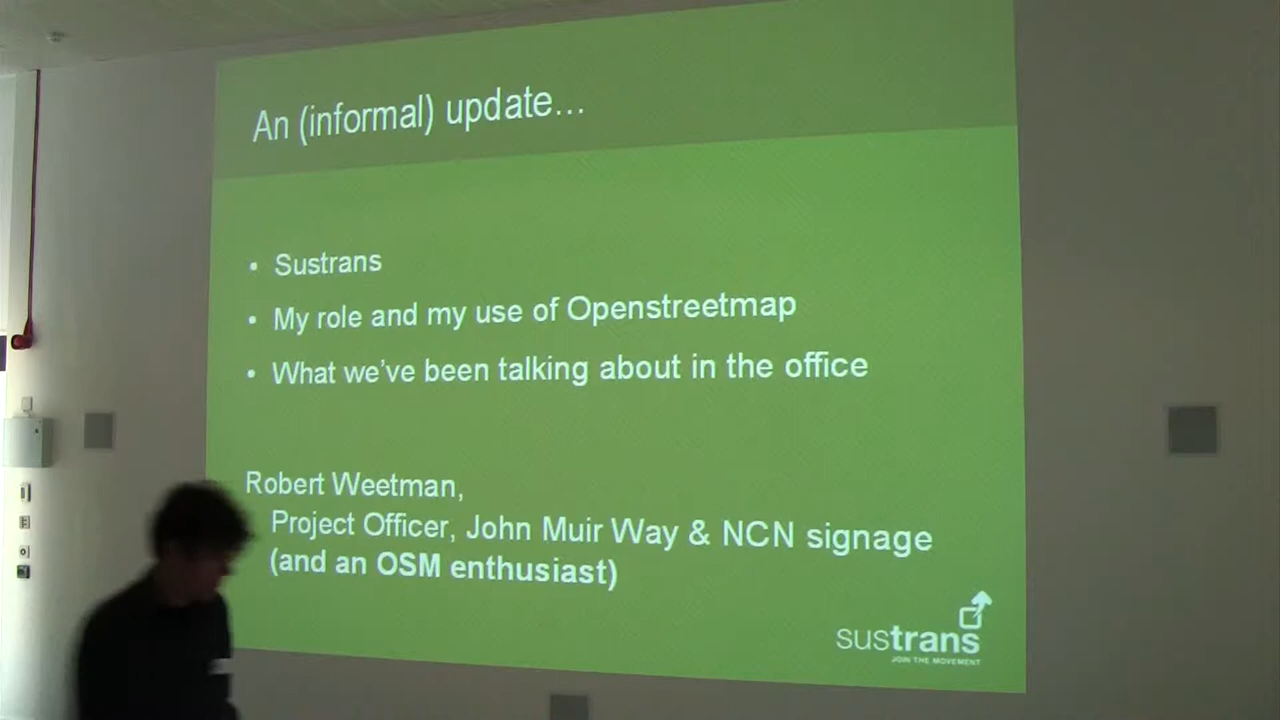 An (informal) update...
• Sustrans
• My role and my use of Openstreetmap
• What we've been talking about in the office
Robert Weetman,
Project Officer, John Muir Way & NCN signage
(and an OSM enthusiast)
sustrans
JOIN THE MOVEMENT